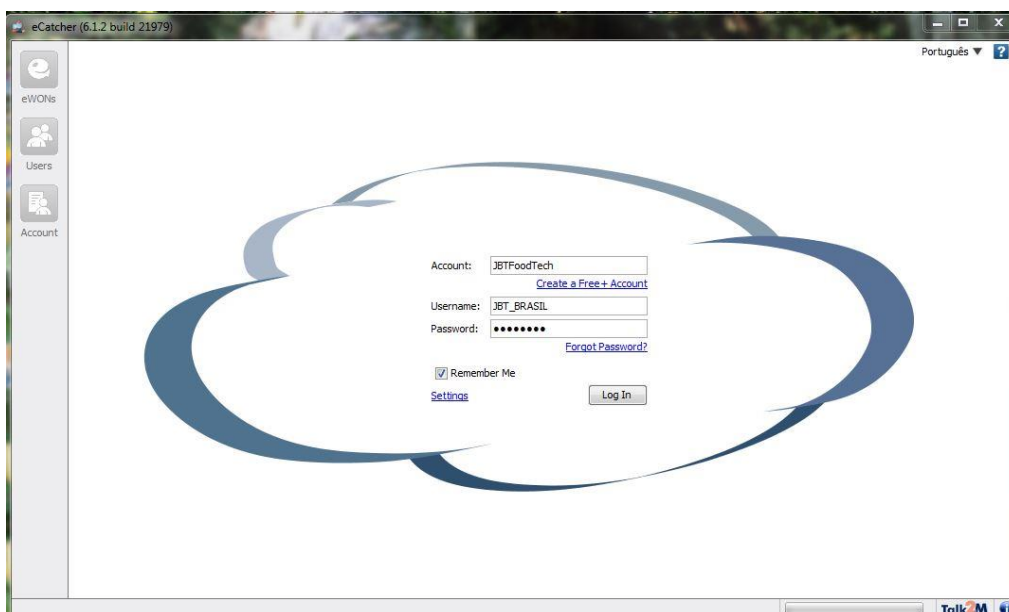 eCatcher (6.1.2 build 21979)
Português ▼ ?
eWONs
Users
Account
Account: JBTFoodTech
Create a Free+ Account
Username: JBT_BRASIL
Password: ••••••••
Forgot Password?
Remember Me
Settings Log In
Talk2M